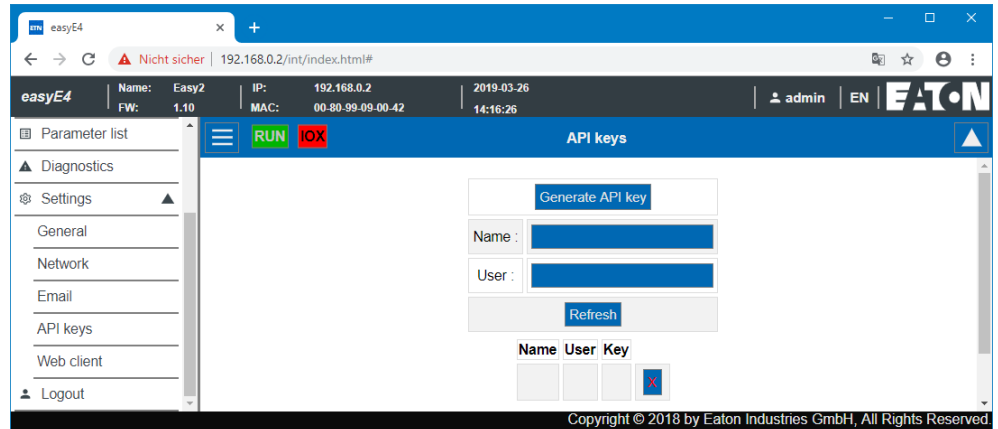 ETN easyE4
Nicht sicher | 192.168.0.2/int/index.html#
easyE4
Name: Easy2
FW: 1.10
IP: 192.168.0.2
MAC: 00-80-99-09-00-42
2019-03-26
14:16:26
admin
EN
EATON
Parameter list
Diagnostics
Settings
General
Network
Email
API keys
Web client
Logout
RUN IOX
API keys
Generate API key
Name :
User :
Refresh
Name User Key
X
Copyright © 2018 by Eaton Industries GmbH, All Rights Reserved.